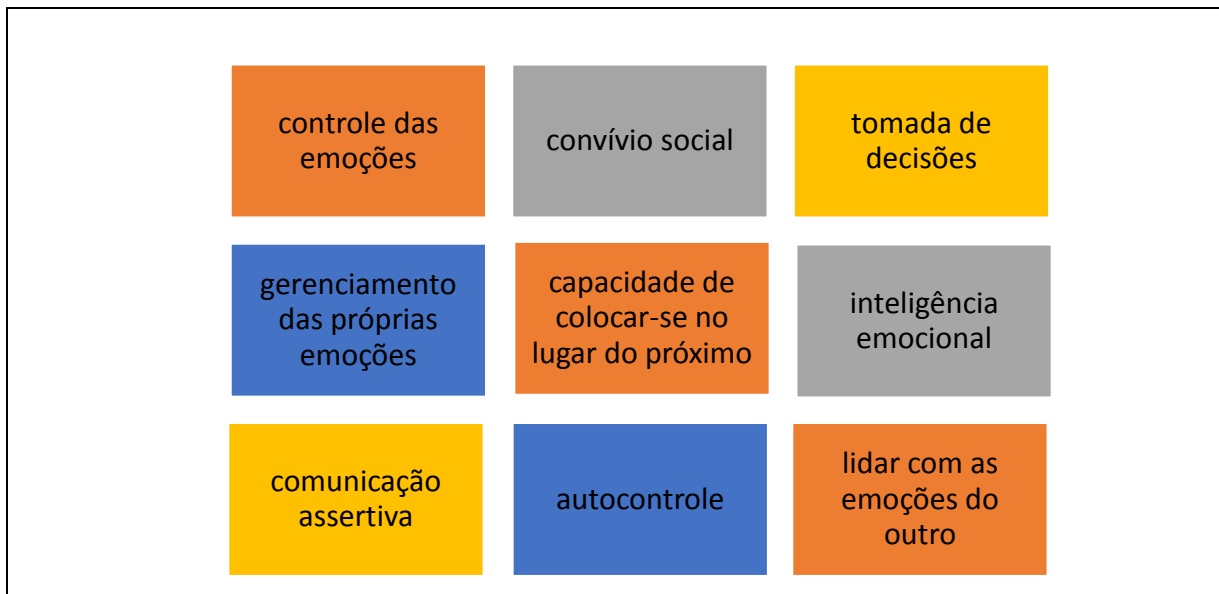 controle das
emoções
convívio social
tomada de
decisões
gerenciamento
das próprias
emoções
capacidade de
colocar-se no
lugar do próximo
inteligência
emocional
comunicação
assertiva
autocontrole
lidar com as
emoções do
outro